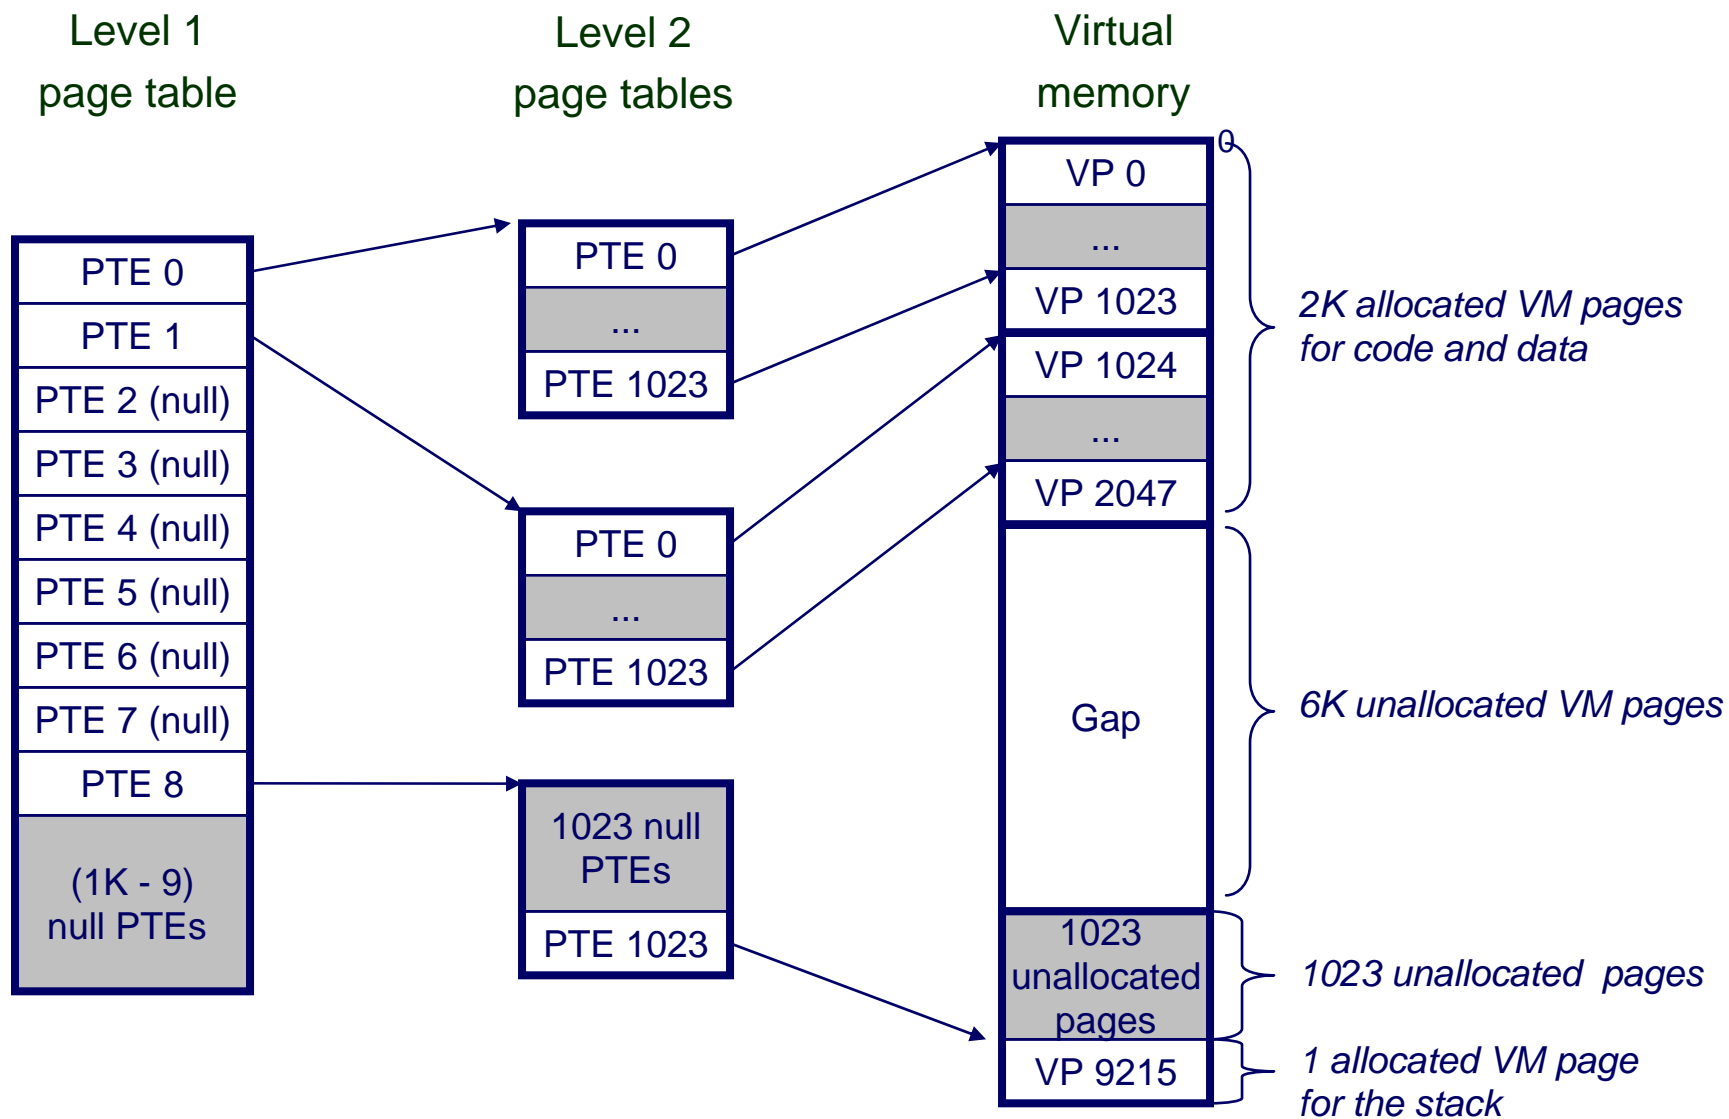 Level 1
page table
Level 2
page tables
Virtual
memory
PTE 0
PTE 1
PTE 2 (null)
PTE 3 (null)
PTE 4 (null)
PTE 5 (null)
PTE 6 (null)
PTE 7 (null)
PTE 8
(1K - 9)
null PTEs
PTE 0
...
PTE 1023
PTE 0
...
PTE 1023
1023 null
PTEs
PTE 1023
0
VP 0
...
VP 1023
VP 1024
...
VP 2047
Gap
1023
unallocated
pages
VP 9215
2K allocated VM pages
for code and data
6K unallocated VM pages
1023 unallocated  pages
1 allocated VM page
for the stack